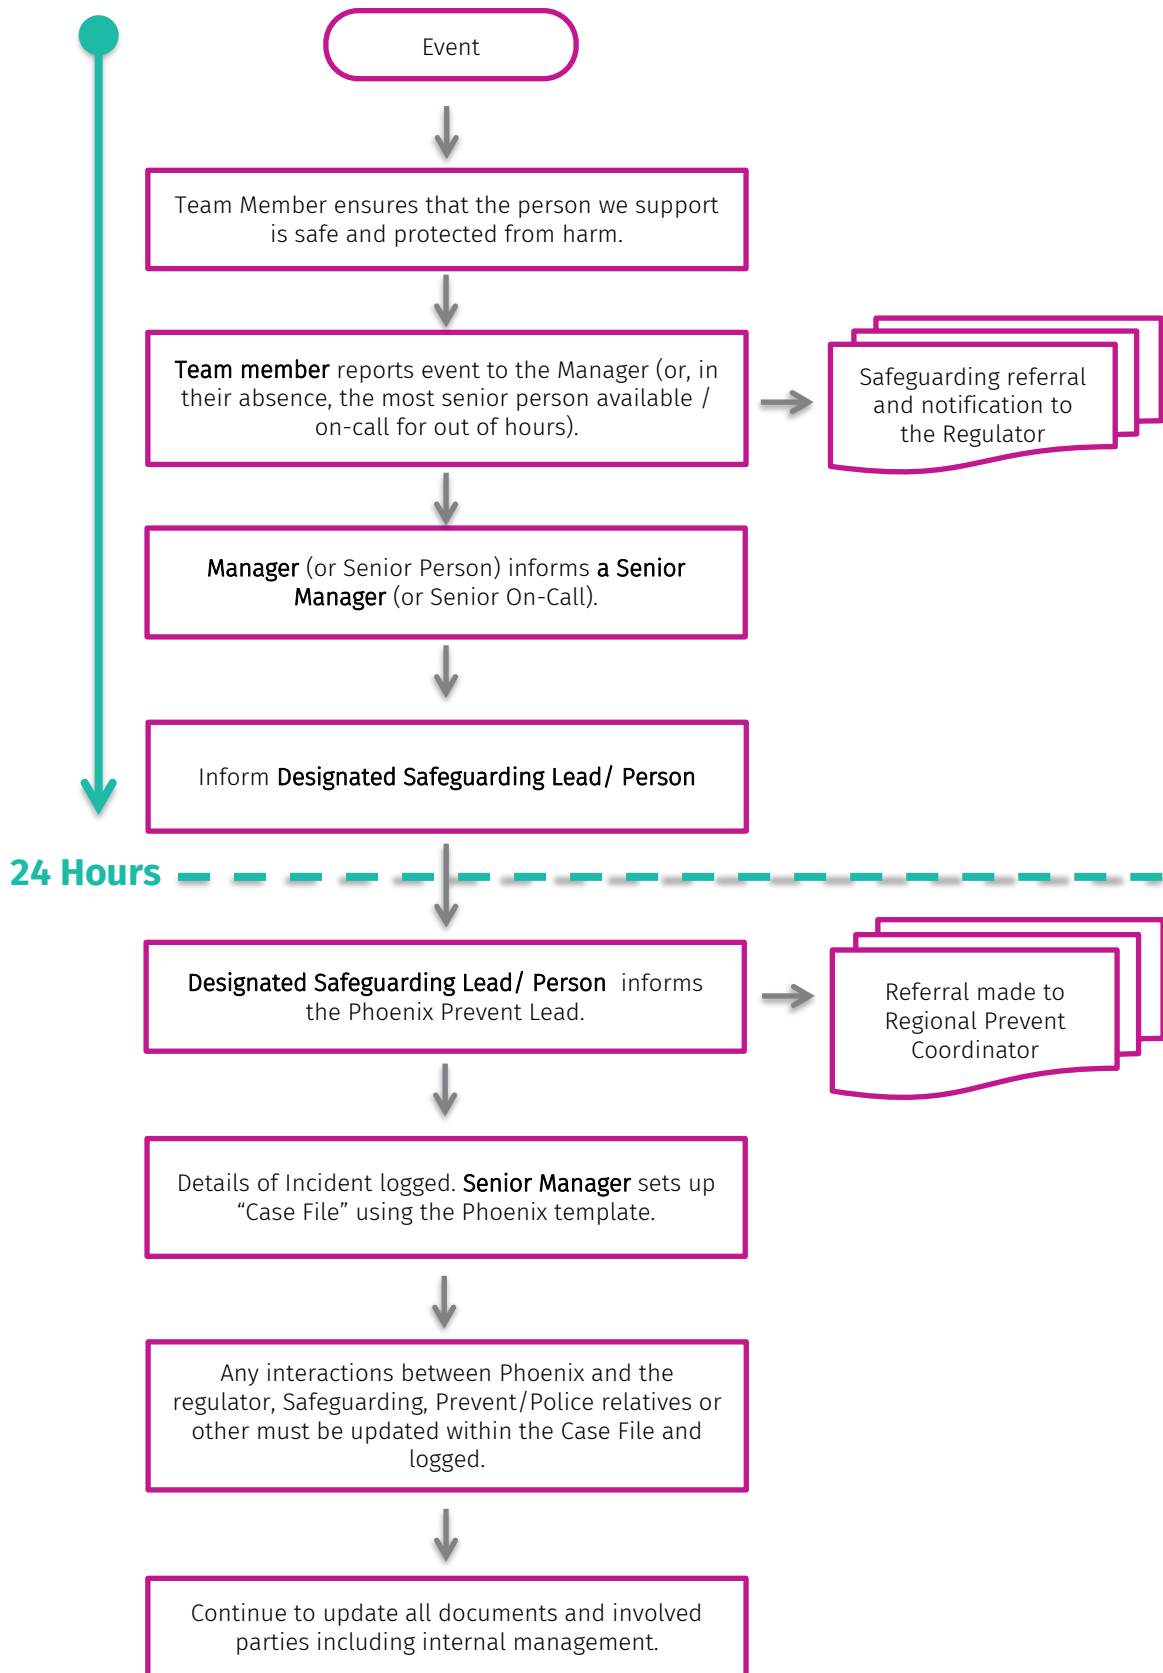 Event
Team Member ensures that the person we support
is safe and protected from harm.
Team member reports event to the Manager (or, in
their absence, the most senior person available /
on-call for out of hours).
Safeguarding referral
and notification to
the Regulator
Manager (or Senior Person) informs a Senior
Manager (or Senior On-Call).
Inform Designated Safeguarding Lead/ Person
24 Hours
Designated Safeguarding Lead/ Person informs
the Phoenix Prevent Lead.
Referral made to
Regional Prevent
Coordinator
Details of Incident logged. Senior Manager sets up
“Case File” using the Phoenix template.
Any interactions between Phoenix and the
regulator, Safeguarding, Prevent/Police relatives or
other must be updated within the Case File and
logged.
Continue to update all documents and involved
parties including internal management.